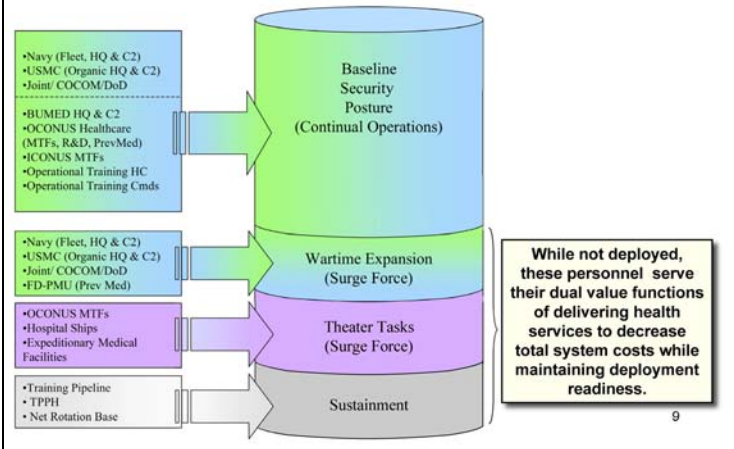 •Navy (Fleet, HQ & C2)
•USMC (Organic HQ & C2)
•Joint/ COCOM/DoD
•BUMED HQ & C2
•OCONUS Healthcare
(MTFs, R&D, PrevMed)
•ICONUS MTFs
•Operational Training HC
•Operational Training Cmds
Baseline
Security
Posture
(Continual Operations)
•Navy (Fleet, HQ & C2)
•USMC (Organic HQ & C2)
•Joint/ COCOM/DoD
•FD-PMU (Prev Med)
Wartime Expansion
(Surge Force)
•OCONUS MTFs
•Hospital Ships
•Expeditionary Medical
Facilities
Theater Tasks
(Surge Force)
•Training Pipeline
• TPPH
• Net Rotation Base
Sustainment
While not deployed,
these personnel serve
their dual value functions
of delivering health
services to decrease
total system costs while
maintaining deployment
readiness.
9